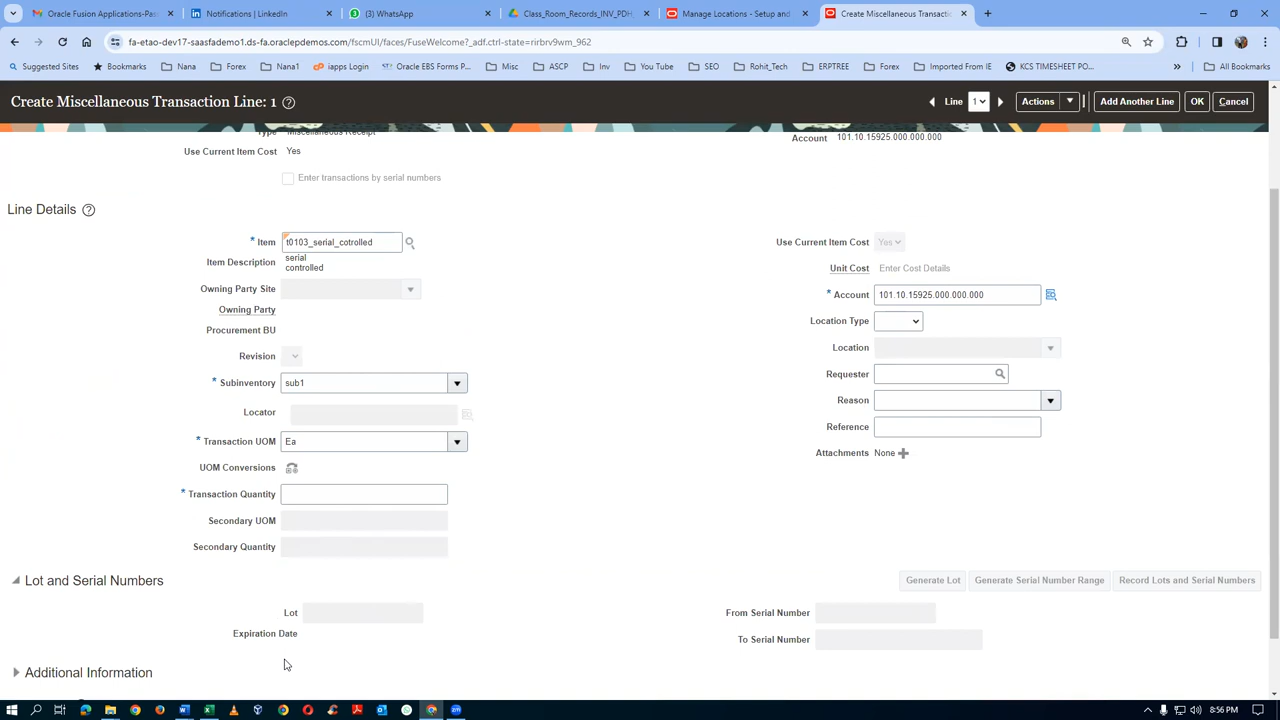 Fusion Applications-Pas
Notifications | LinkedIn
(3) WhatsApp
Class_Room_Records_INV_PDH
Manage Locations - Setup and
Create Miscellaneous Transactio
fa-etao-dev17-saasfademo1.ds-fa.oraclepdemos.com/fscmUI/faces/FuseWelcome?_adf.ctrl-state=rirbrv9wm_962
Suggested Sites
Bookmarks
Nana
Forex
Nana1
iapps Login
Oracle EBS Forms P...
Misc
ASCP
Inv
You Tube
SEO
Rohit_Tech
ERPTREE
Forex
Imported From IE
KCS TIMESHEET PO...
»
All Bookmarks
Create Miscellaneous Transaction Line: 1
Line 1
Actions
Add Another Line
OK
Cancel
Type Miscellaneous Receipt
Account 101.10.15925.000.000.000
Use Current Item Cost Yes
Enter transactions by serial numbers
Line Details
* Item t0103_serial_cotrolled
Use Current Item Cost Yes
Item Description serial
controlled
Unit Cost Enter Cost Details
Owning Party Site
* Account 101.10.15925.000.000.000
Owning Party
Location Type
Procurement BU
Location
Revision
Requester
* Subinventory sub1
Reason
Locator
Reference
* Transaction UOM Ea
Attachments None
UOM Conversions
* Transaction Quantity
Secondary UOM
Secondary Quantity
Lot and Serial Numbers
Generate Lot
Generate Serial Number Range
Record Lots and Serial Numbers
Lot
From Serial Number
Expiration Date
To Serial Number
Additional Information
8:56 PM